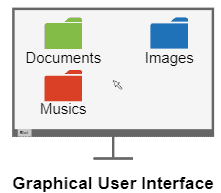 Documents Images
Musics
Graphical User Interface